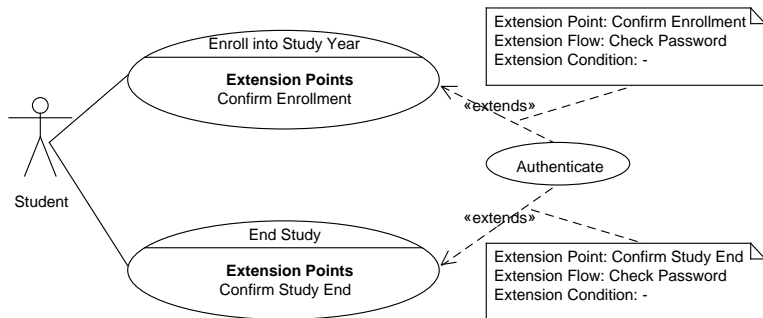 Enroll into Study Year
Extension Points
Confirm Enrollment
Extension Point: Confirm Enrollment
Extension Flow: Check Password
Extension Condition: -
«extends»
Authenticate
Student
«extends»
End Study
Extension Points
Confirm Study End
Extension Point: Confirm Study End
Extension Flow: Check Password
Extension Condition: -